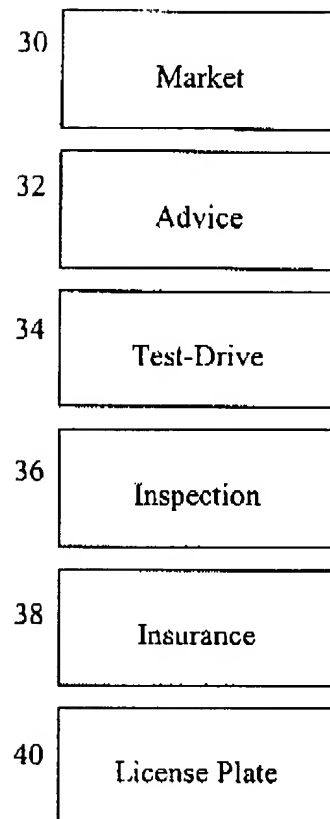 30
Market
32
Advice
34
Test-Drive
36
Inspection
38
Insurance
40
License Plate